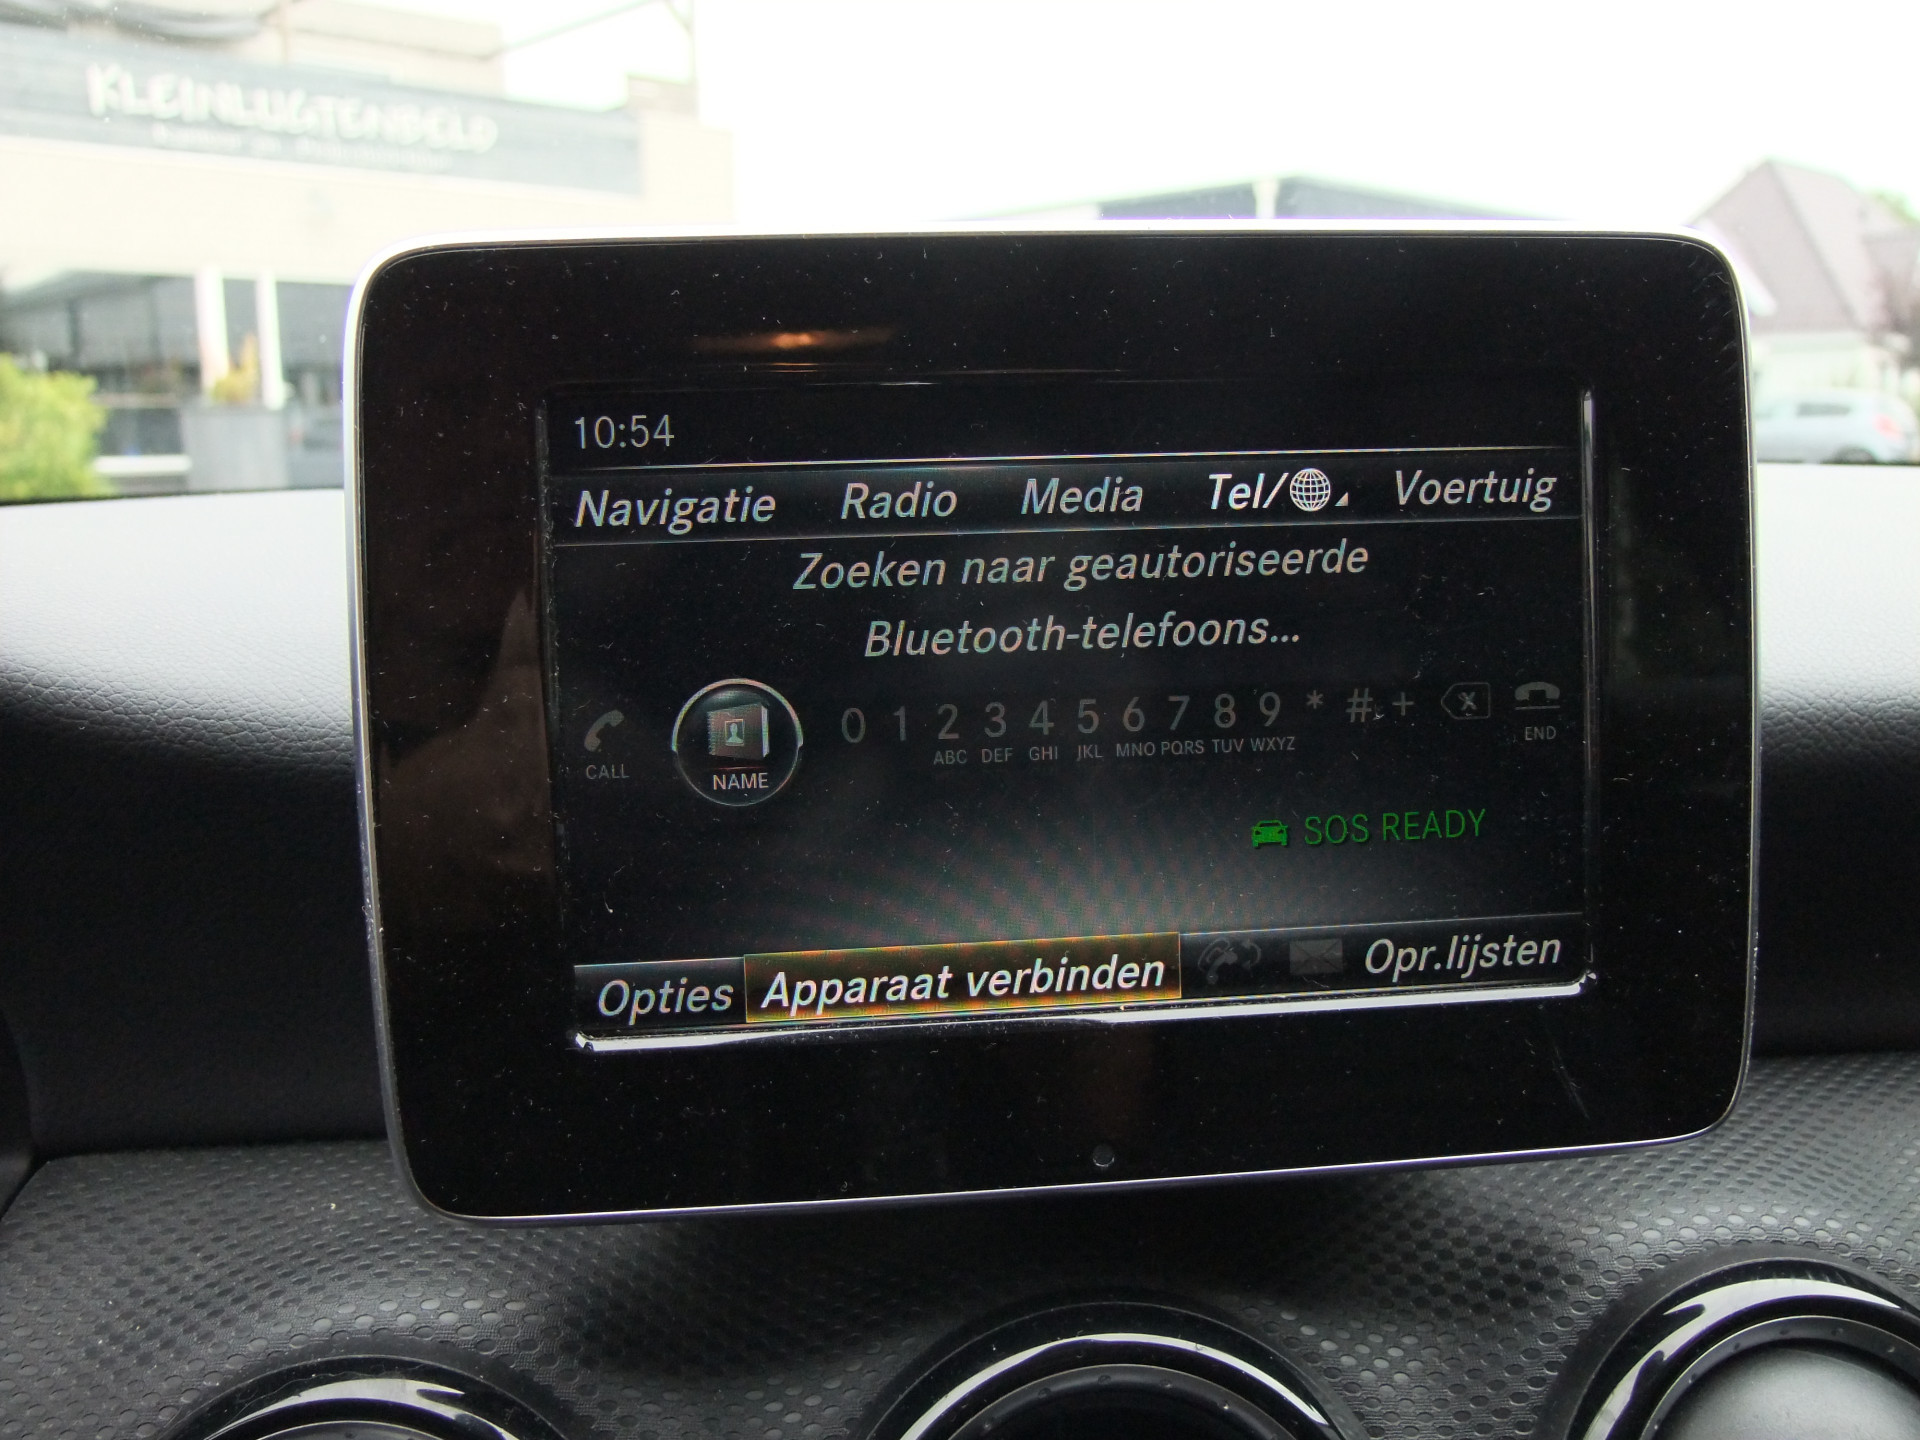 KLEINLUGTENBELD
10:54
Navigatie Radio Media Tel/ Voertuig
Zoeken naar geautoriseerde
Bluetooth-telefoons...
0 1 2 3 4 5 6 7 8 9 * # +
ABC DEF GHI JKL MNO PQRS TUV WXYZ
CALL NAME END
SOS READY
Opties Apparaat verbinden Opr.lijsten